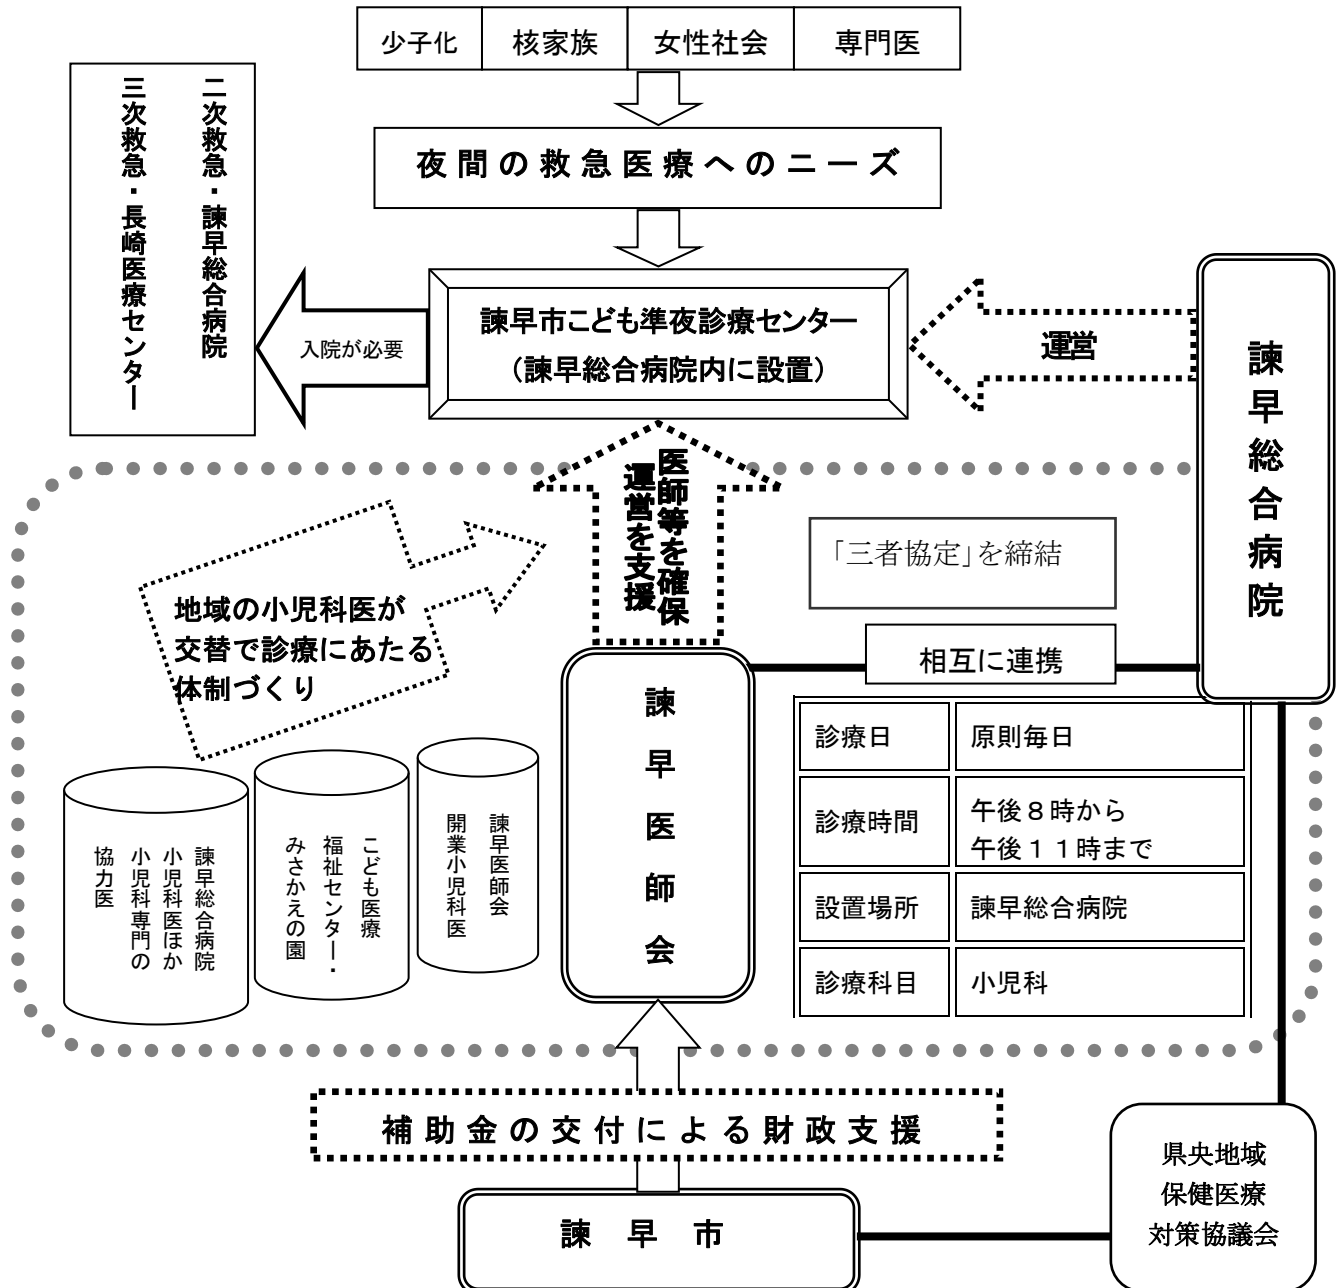 少子化
核家族
女性社会
専門医
夜間の救急医療へのニーズ
二次救急・諫早総合病院
三次救急・長崎医療センター
入院が必要
諫早市こども準夜診療センター
（諫早総合病院内に設置）
運営
諫早総合病院
医師等を確保
運営を支援
「三者協定」を締結
地域の小児科医が
交替で診療にあたる
体制づくり
相互に連携
諫早医師会
診療日
原則毎日
診療時間
午後８時から
午後１１時まで
設置場所
諫早総合病院
診療科目
小児科
諫早総合病院
小児科医ほか
小児科専門の
協力医
こども医療
福祉センター・
みさかえの園
諫早医師会
開業小児科医
補助金の交付による財政支援
諫早市
県央地域
保健医療
対策協議会